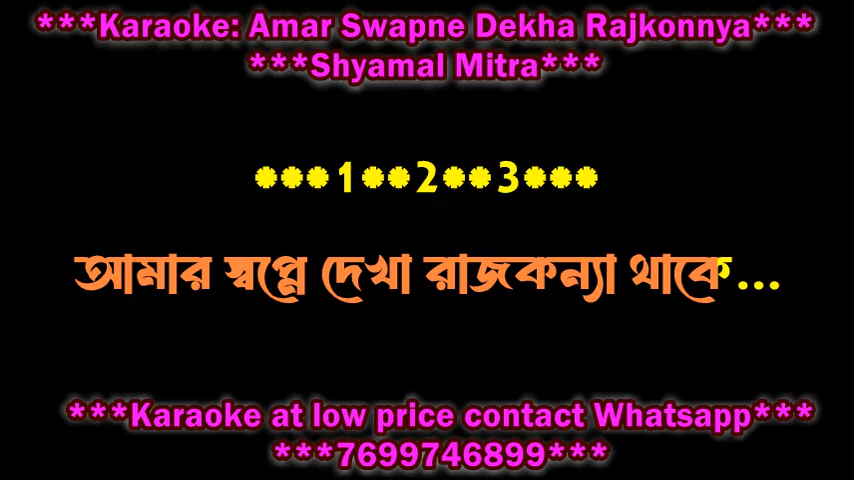 ***Karaoke: Amar Swapne Dekha Rajkonnya***
***Shyamal Mitra***
***1**2**3***
আমার স্বপ্নে দেখা রাজকন্যা থাকে...
***Karaoke at low price contact Whatsapp***
***7699746899***